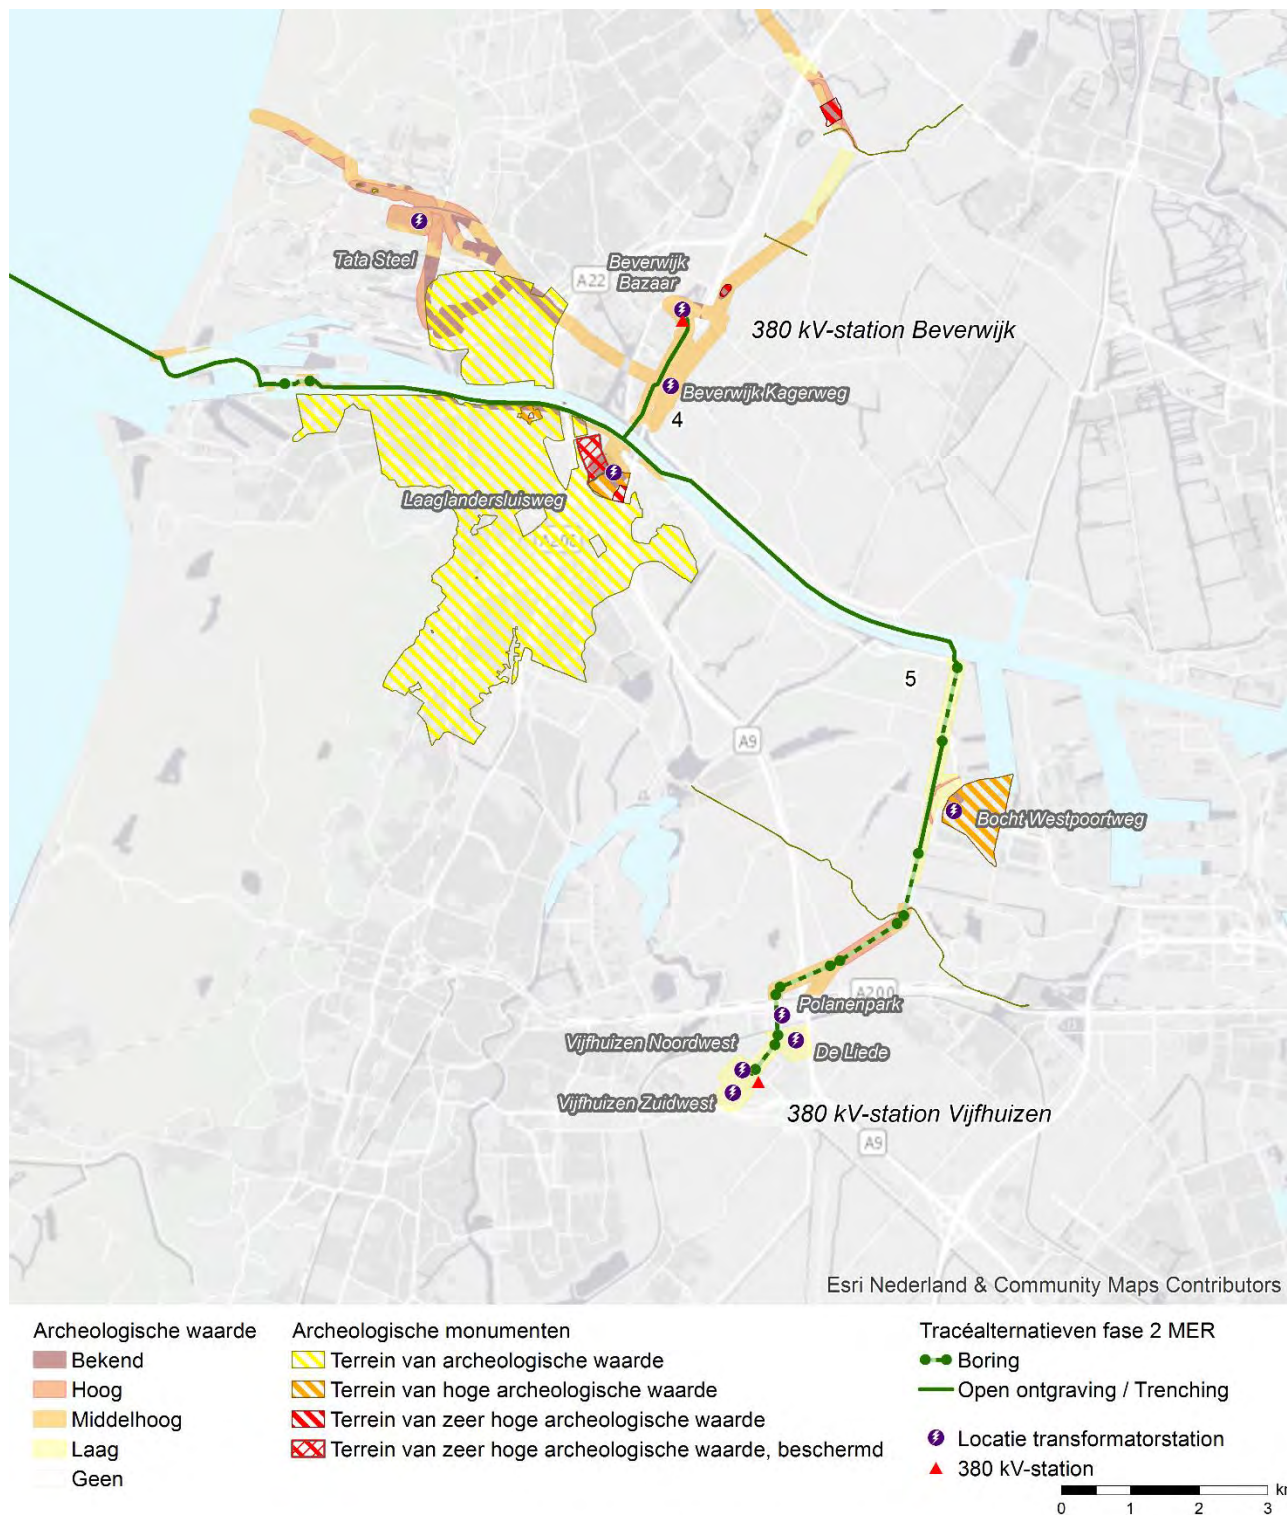 Tata Steel
A22
Beverwijk
Bazaar
380 kV-station Beverwijk
Beverwijk Kagerweg
4
Laaglandersluisweg
A208
5
A9
Bocht Westpoortweg
A200
Polanenpark
Vijfhuizen Noordwest
De Liede
Vijfhuizen Zuidwest
380 kV-station Vijfhuizen
A9
Esri Nederland & Community Maps Contributors
Archeologische waarde
Bekend
Hoog
Middelhoog
Laag
Geen
Archeologische monumenten
Terrein van archeologische waarde
Terrein van hoge archeologische waarde
Terrein van zeer hoge archeologische waarde
Terrein van zeer hoge archeologische waarde, beschermd
Tracéalternatieven fase 2 MER
Boring
Open ontgraving / Trenching
Locatie transformatorstation
380 kV-station
km
0 1 2 3